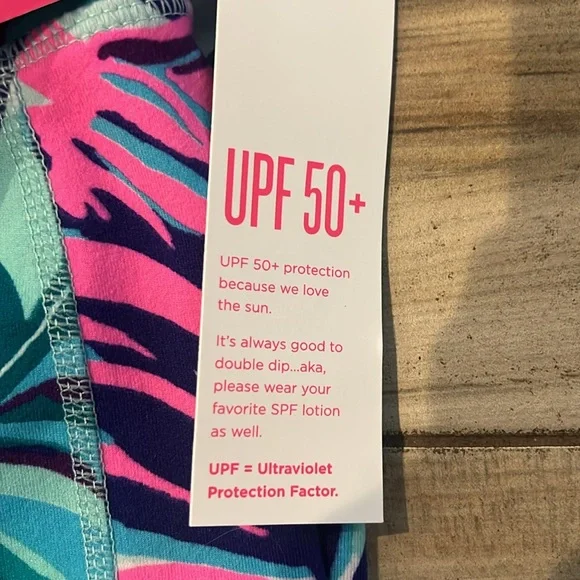 UPF 50+
UPF 50+ protection
because we love
the sun.
It's always good to
double dip...aka,
please wear your
favorite SPF lotion
as well.
UPF = Ultraviolet
Protection Factor.